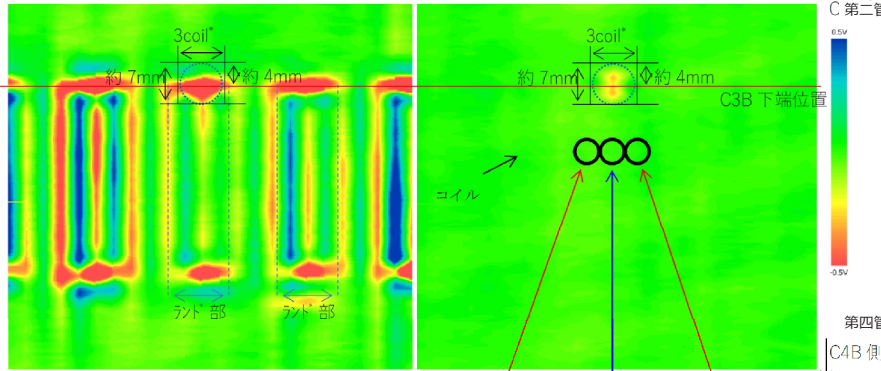 C 第二管
3coil゜
3coil゜
0.5V
約 7mm
約 4mm
約 7mm
約 4mm
C3B 下端位置
コイル
-0.5V
ﾗﾝﾄﾞ部
ﾗﾝﾄﾞ部
第四管
C4B 側